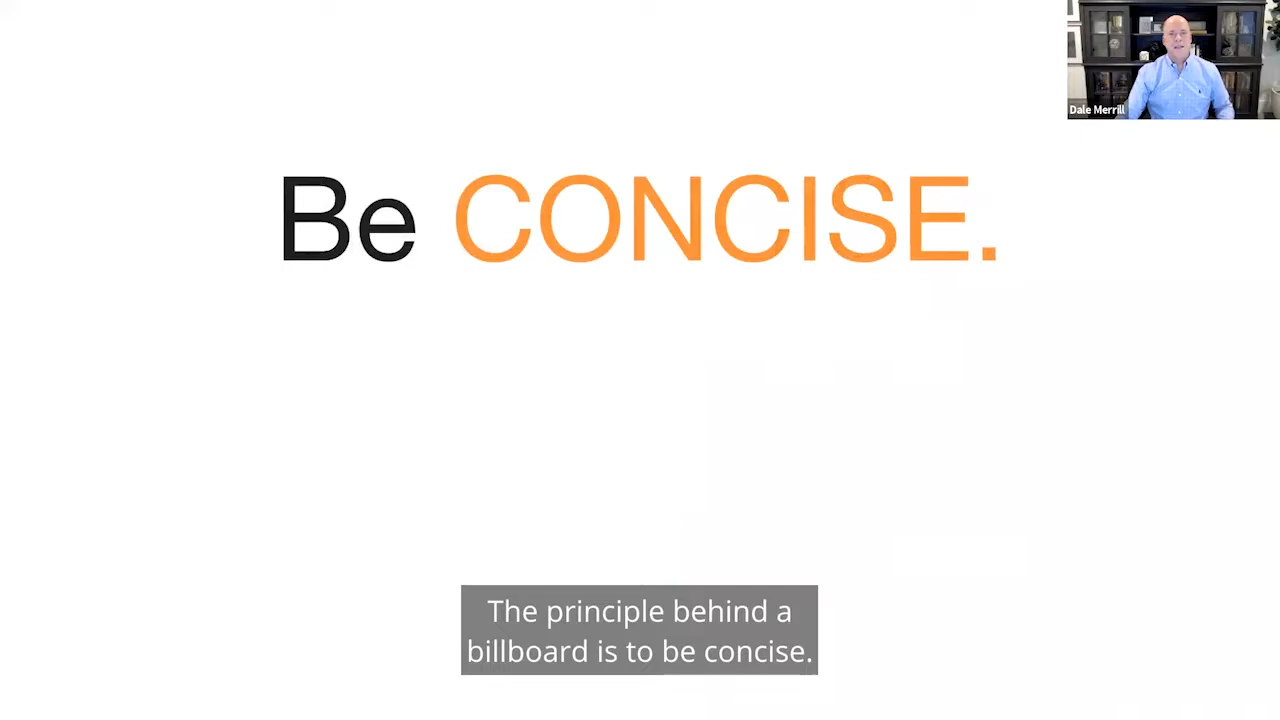 Dale Merrill
Be CONCISE.
The principle behind a
billboard is to be concise.